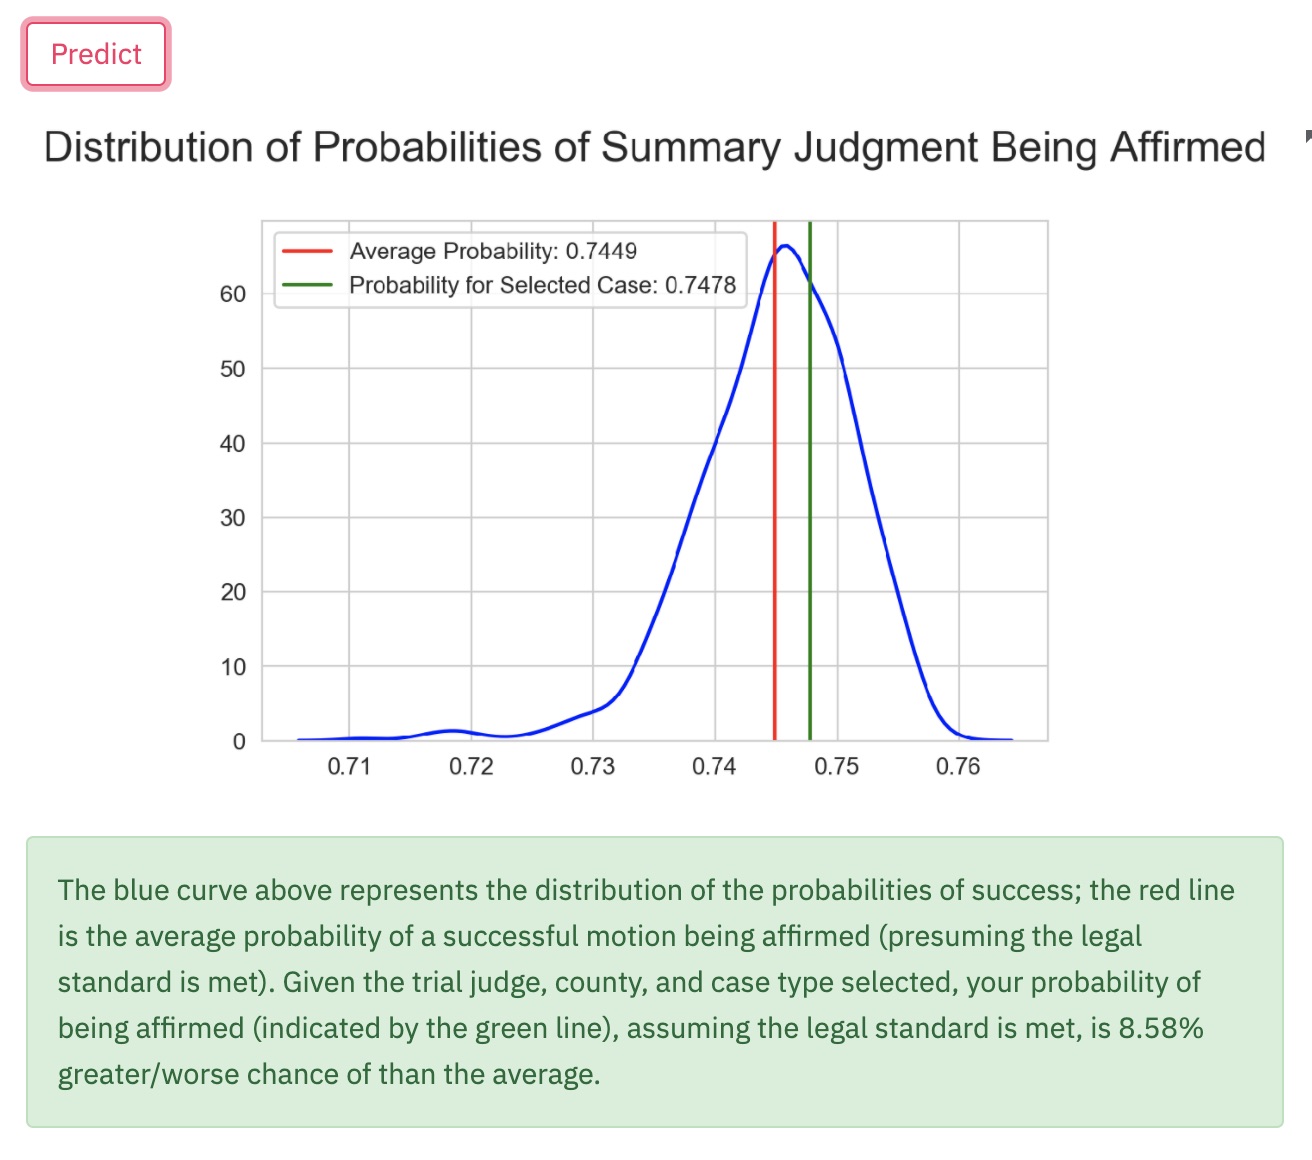 Predict
Distribution of Probabilities of Summary Judgment Being Affirmed
Average Probability: 0.7449
Probability for Selected Case: 0.7478
60
50
40
30
20
10
0
0.71 0.72 0.73 0.74 0.75 0.76
The blue curve above represents the distribution of the probabilities of success; the red line
is the average probability of a successful motion being affirmed (presuming the legal
standard is met). Given the trial judge, county, and case type selected, your probability of
being affirmed (indicated by the green line), assuming the legal standard is met, is 8.58%
greater/worse chance of than the average.